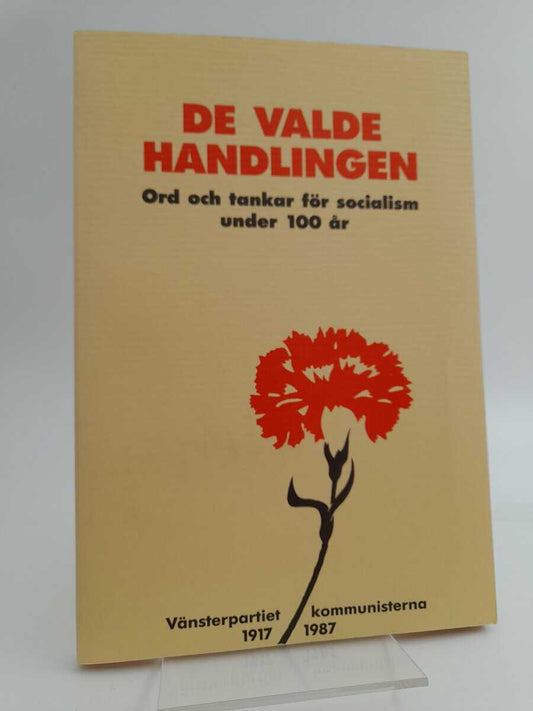 DE VALDE
HANDLINGEN
Ord och tankar för socialism
under 100 år
Vänsterpartiet kommunisterna
1917 1987